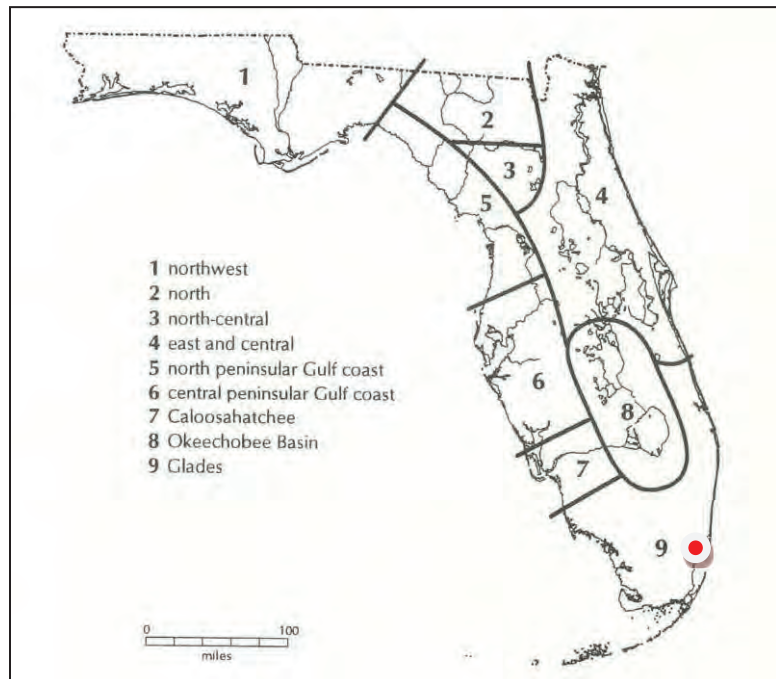 1
2
3
4
5
6
7
8
9
1 northwest
2 north
3 north-central
4 east and central
5 north peninsular Gulf coast
6 central peninsular Gulf coast
7 Caloosahatchee
8 Okeechobee Basin
9 Glades
0 100
miles